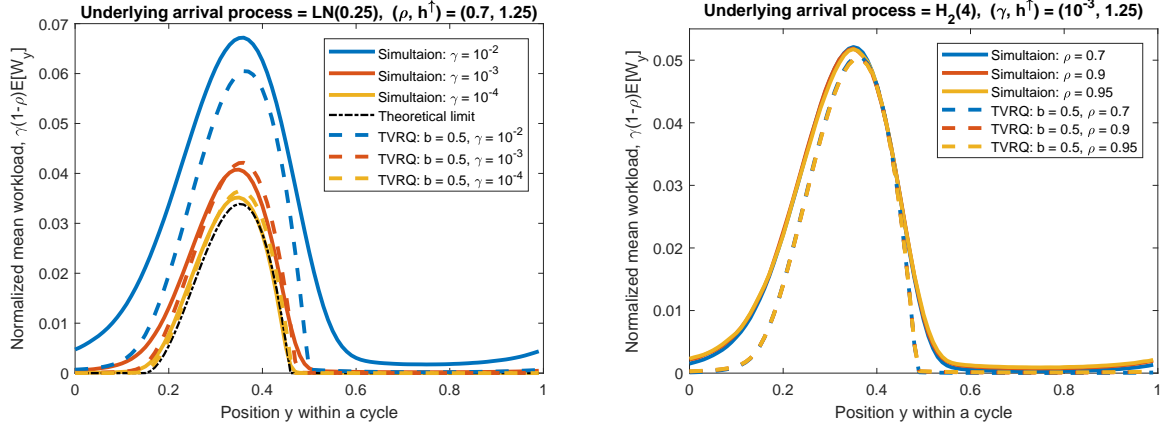 Underlying arrival process = LN(0.25), (ρ, h↑) = (0.7, 1.25)
Normalized mean workload, γ(1-ρ)E[W_y]
0.07
0.06
0.05
0.04
0.03
0.02
0.01
0
Simultaion: γ = 10^-2
Simultaion: γ = 10^-3
Simultaion: γ = 10^-4
Theoretical limit
TVRQ: b = 0.5, γ = 10^-2
TVRQ: b = 0.5, γ = 10^-3
TVRQ: b = 0.5, γ = 10^-4
0 0.2 0.4 0.6 0.8 1
Position y within a cycle
Underlying arrival process = H_2(4), (γ, h↑) = (10^-3, 1.25)
Normalized mean workload, γ(1-ρ)E[W_y]
0.05
0.04
0.03
0.02
0.01
0
Simultaion: ρ = 0.7
Simultaion: ρ = 0.9
Simultaion: ρ = 0.95
TVRQ: b = 0.5, ρ = 0.7
TVRQ: b = 0.5, ρ = 0.9
TVRQ: b = 0.5, ρ = 0.95
0 0.2 0.4 0.6 0.8 1
Position y within a cycle